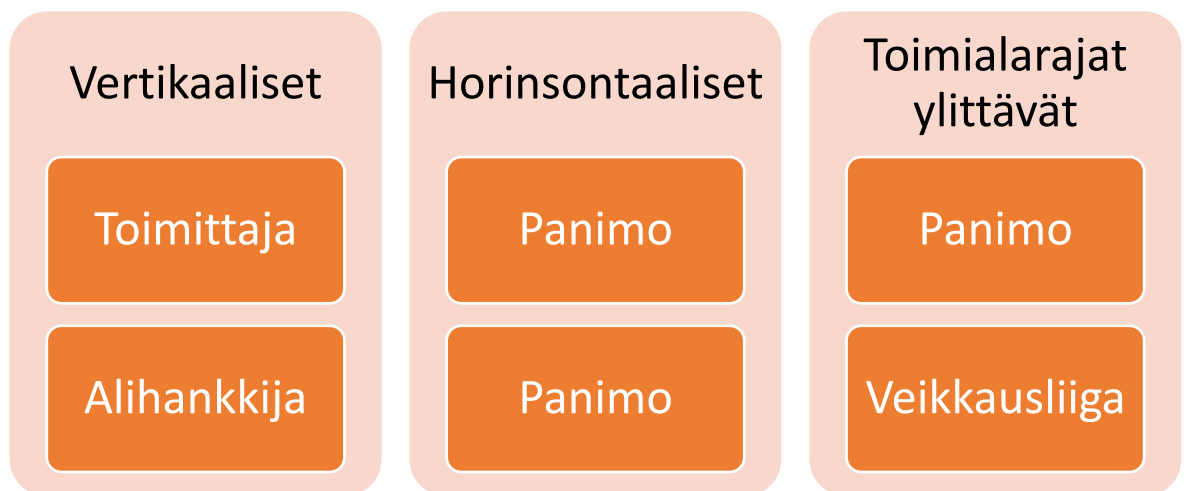 Vertikaaliset
Toimittaja
Alihankkija
Horinsontaaliset
Panimo
Panimo
Toimialarajat
ylittävät
Panimo
Veikkausliiga